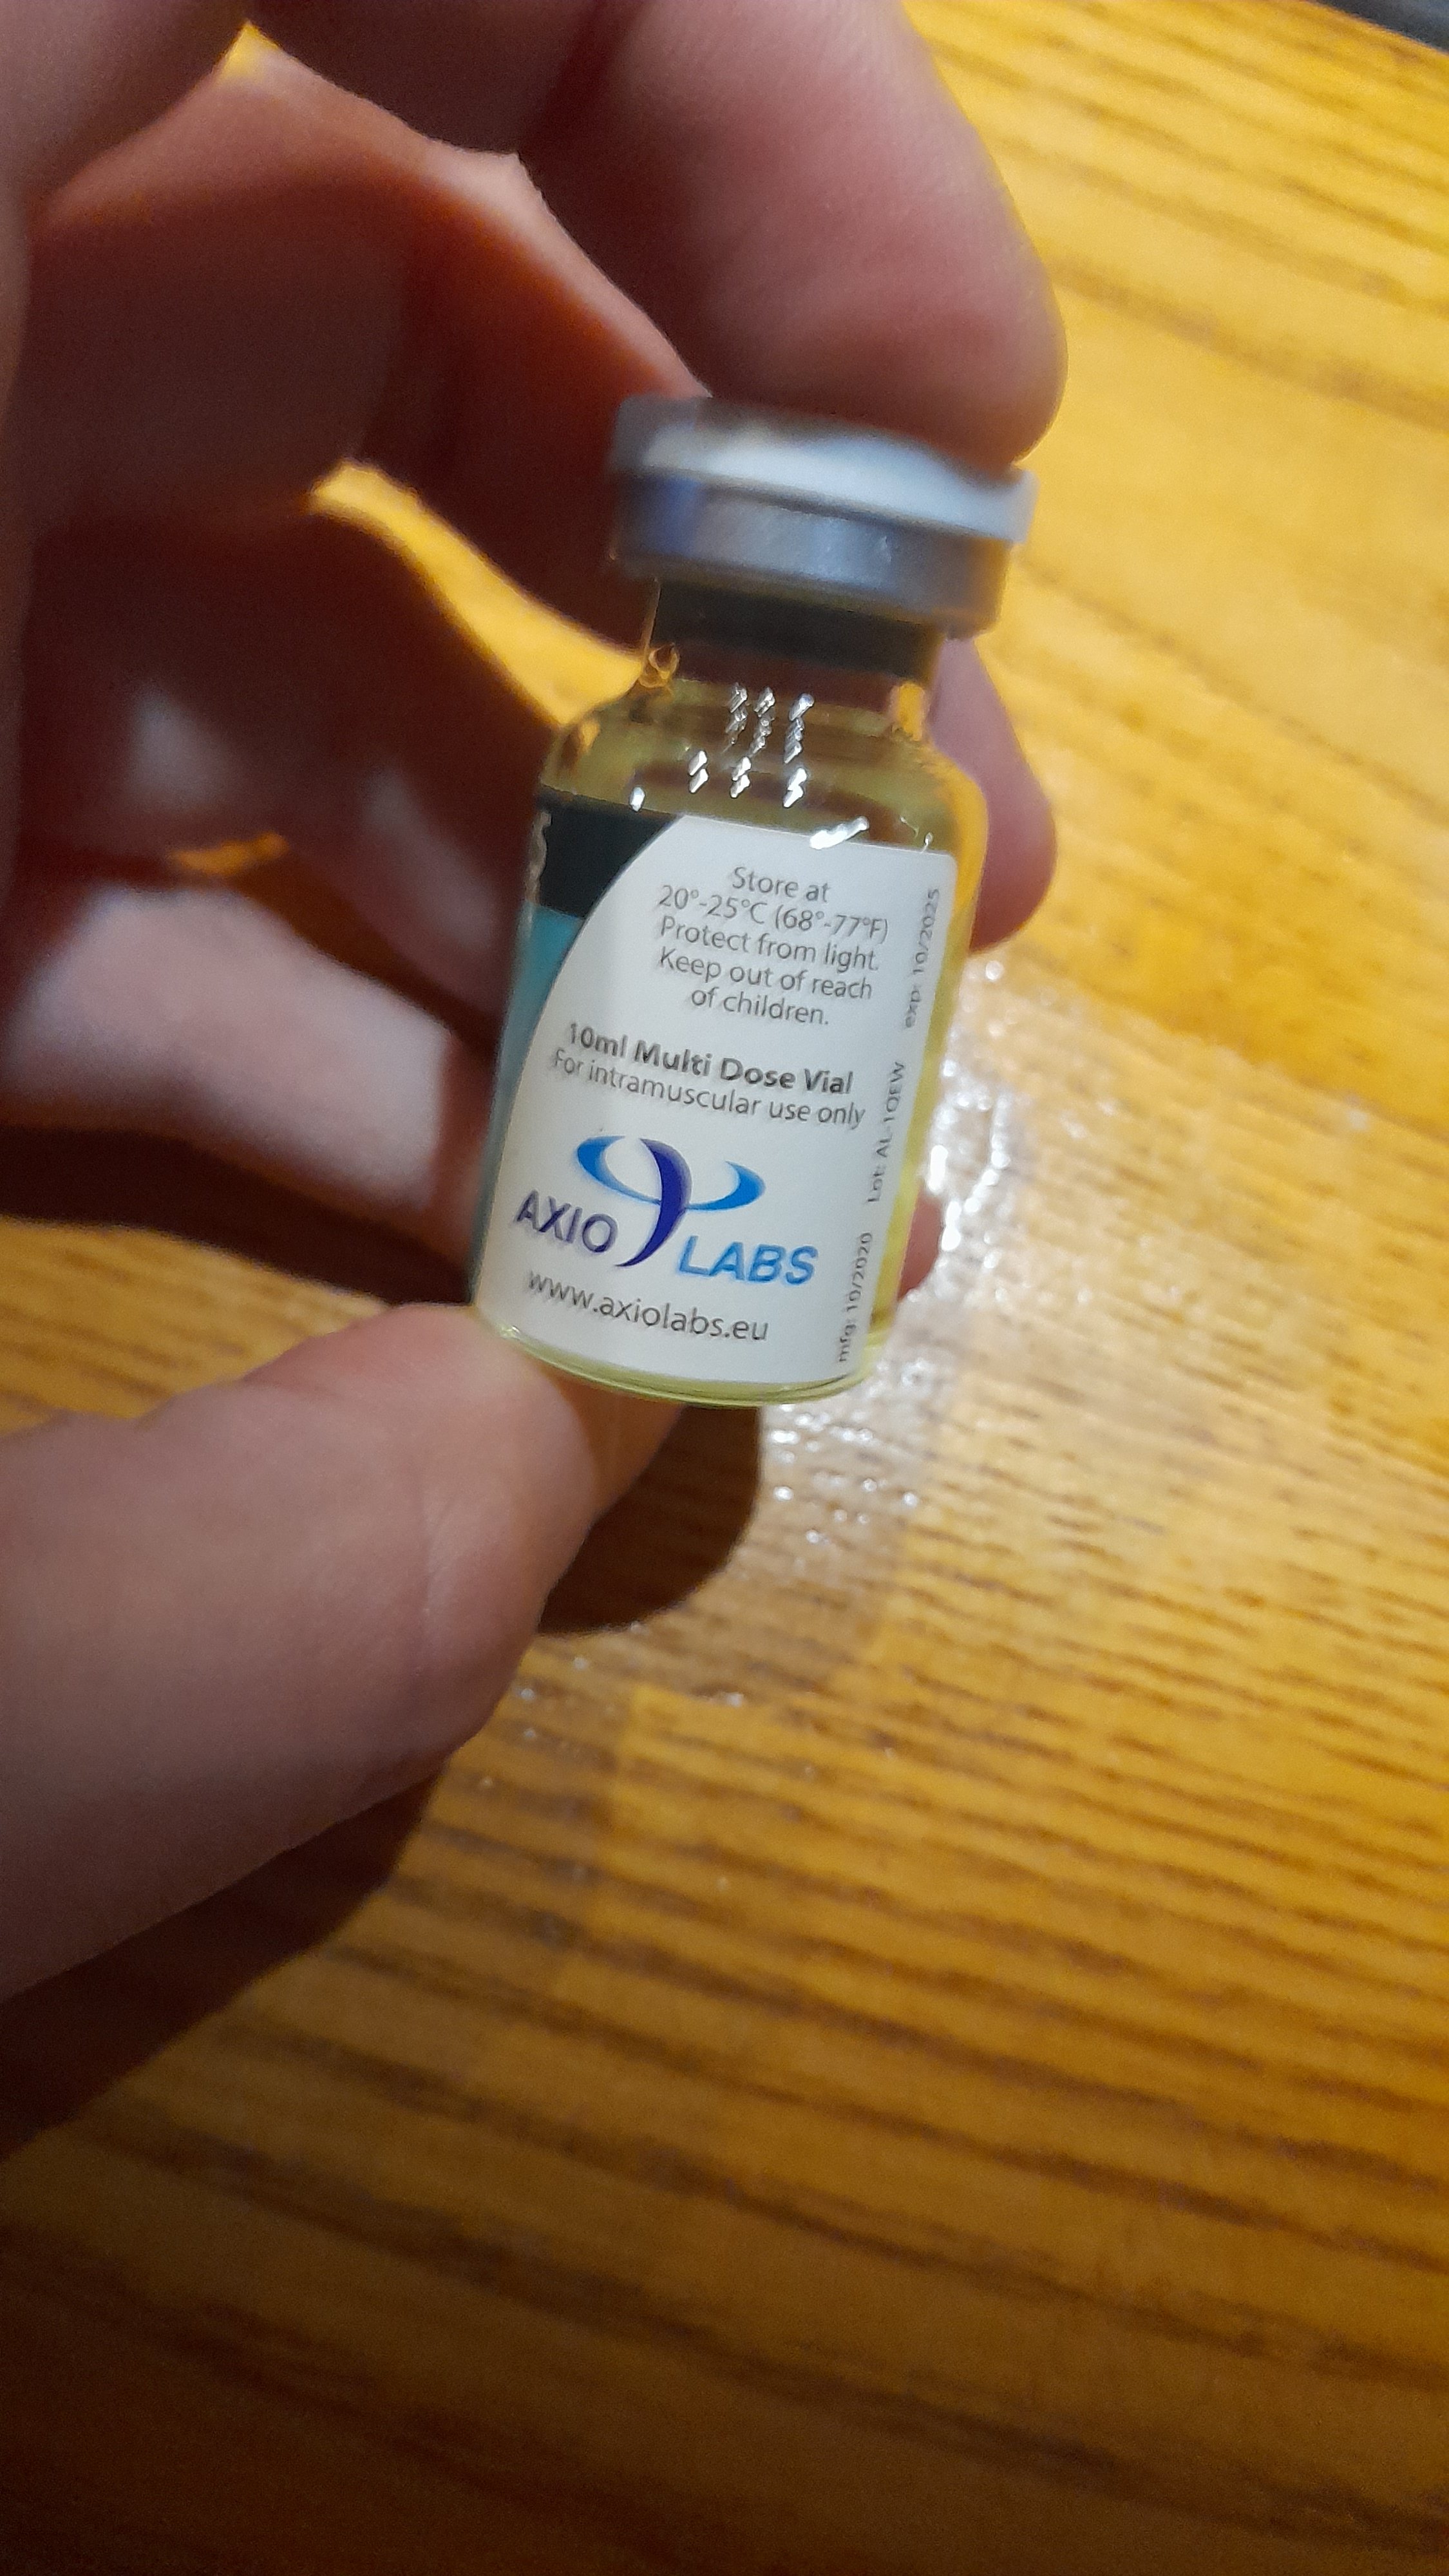 Store at
20°-25°C (68°-77°F)
Protect from light.
Keep out of reach
of children.
10ml Multi Dose Vial
For intramuscular use only
AXIO LABS
www.axiolabs.eu
mfg: 10/2020 Lot: AL-1QEW exp: 10/2025